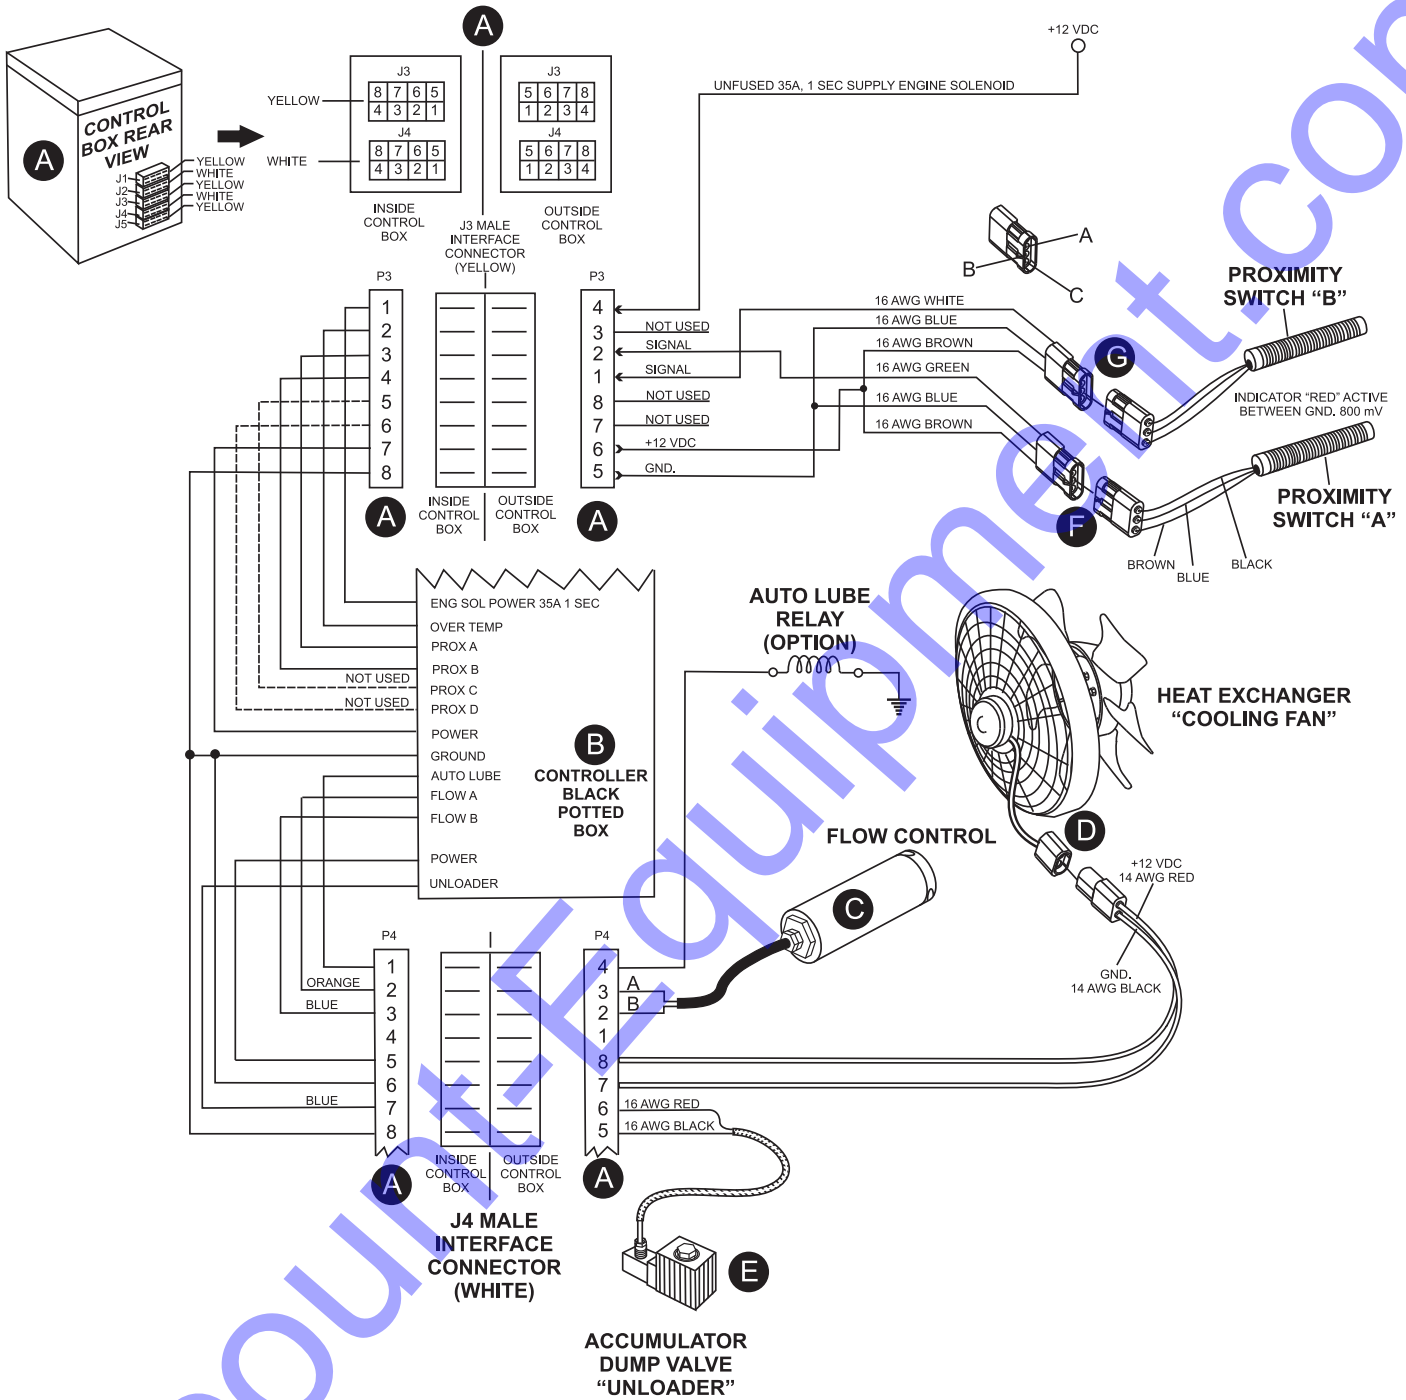 A
+12 VDC
UNFUSED 35A, 1 SEC SUPPLY ENGINE SOLENOID
CONTROL
BOX REAR
VIEW
A
J1
J2
J3
J4
J5
YELLOW
WHITE
YELLOW
WHITE
YELLOW
YELLOW
WHITE
J3
8 7 6 5
4 3 2 1
J4
8 7 6 5
4 3 2 1
INSIDE
CONTROL
BOX
J3
5 6 7 8
1 2 3 4
J4
5 6 7 8
1 2 3 4
OUTSIDE
CONTROL
BOX
J3 MALE
INTERFACE
CONNECTOR
(YELLOW)
P3
1
2
3
4
5
6
7
8
A
INSIDE
CONTROL
BOX
OUTSIDE
CONTROL
BOX
P3
4
3 NOT USED
2 SIGNAL
1 SIGNAL
8 NOT USED
7 NOT USED
6 +12 VDC
5 GND.
A
16 AWG WHITE
16 AWG BLUE
16 AWG BROWN
16 AWG GREEN
16 AWG BLUE
16 AWG BROWN
A
B
C
G
PROXIMITY
SWITCH "B"
INDICATOR "RED" ACTIVE
BETWEEN GND. 800 mV
F
PROXIMITY
SWITCH "A"
BROWN
BLUE
BLACK
ENG SOL POWER 35A 1 SEC
OVER TEMP
PROX A
PROX B
NOT USED
PROX C
NOT USED
PROX D
POWER
GROUND
AUTO LUBE
FLOW A
FLOW B
POWER
UNLOADER
B
CONTROLLER
BLACK
POTTED
BOX
AUTO LUBE
RELAY
(OPTION)
HEAT EXCHANGER
"COOLING FAN"
D
+12 VDC
14 AWG RED
GND.
14 AWG BLACK
FLOW CONTROL
C
P4
1
ORANGE 2
BLUE 3
4
5
6
BLUE 7
8
A
INSIDE
CONTROL
BOX
OUTSIDE
CONTROL
BOX
J4 MALE
INTERFACE
CONNECTOR
(WHITE)
P4
4
3 A
2 B
1
8
7
6 16 AWG RED
5 16 AWG BLACK
A
E
ACCUMULATOR
DUMP VALVE
"UNLOADER"
ount-Equipment.com